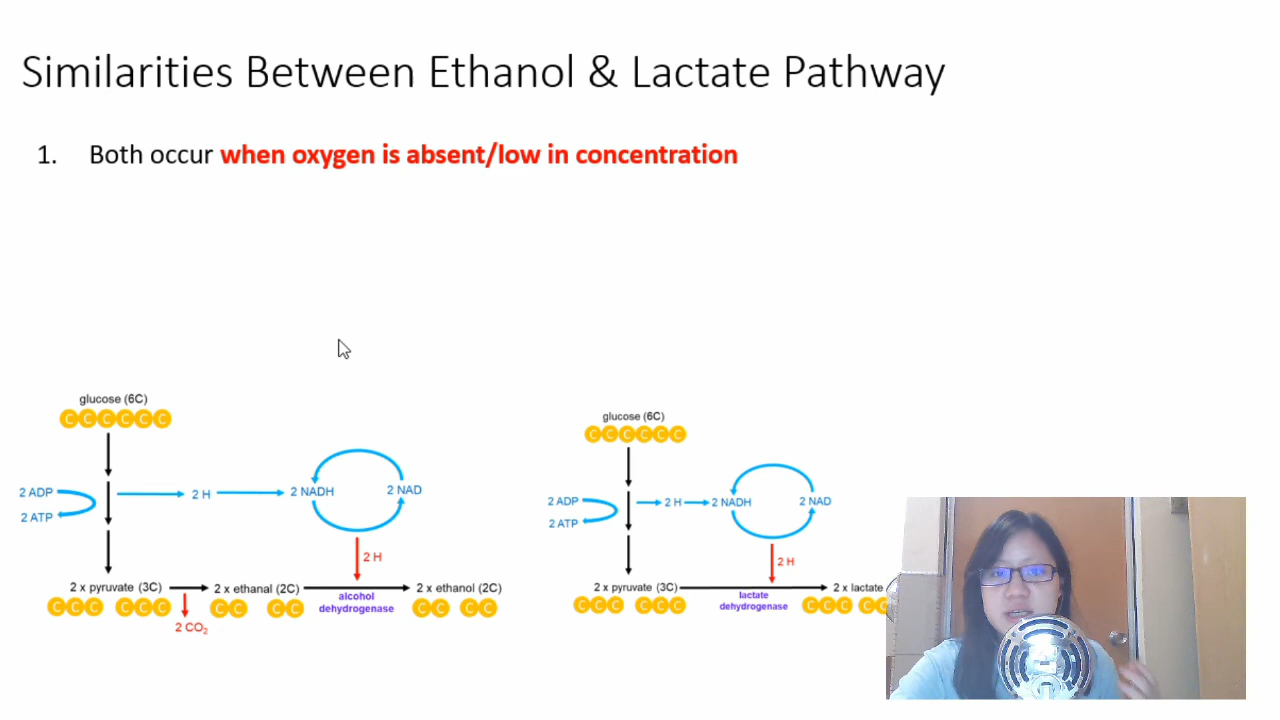 Similarities Between Ethanol & Lactate Pathway
1. Both occur when oxygen is absent/low in concentration
glucose (6C)
C C C C C C
2 ADP
2 ATP
2 H
2 NADH
2 NAD
2 H
2 x pyruvate (3C)
2 x ethanal (2C)
2 x ethanol (2C)
alcohol
dehydrogenase
C C C C C C
C C C C
C C C C
2 CO₂
glucose (6C)
C C C C C C
2 ADP
2 ATP
2 H
2 NADH
2 NAD
2 H
2 x pyruvate (3C)
2 x lactate
lactate
dehydrogenase
C C C C C C
C C C C C